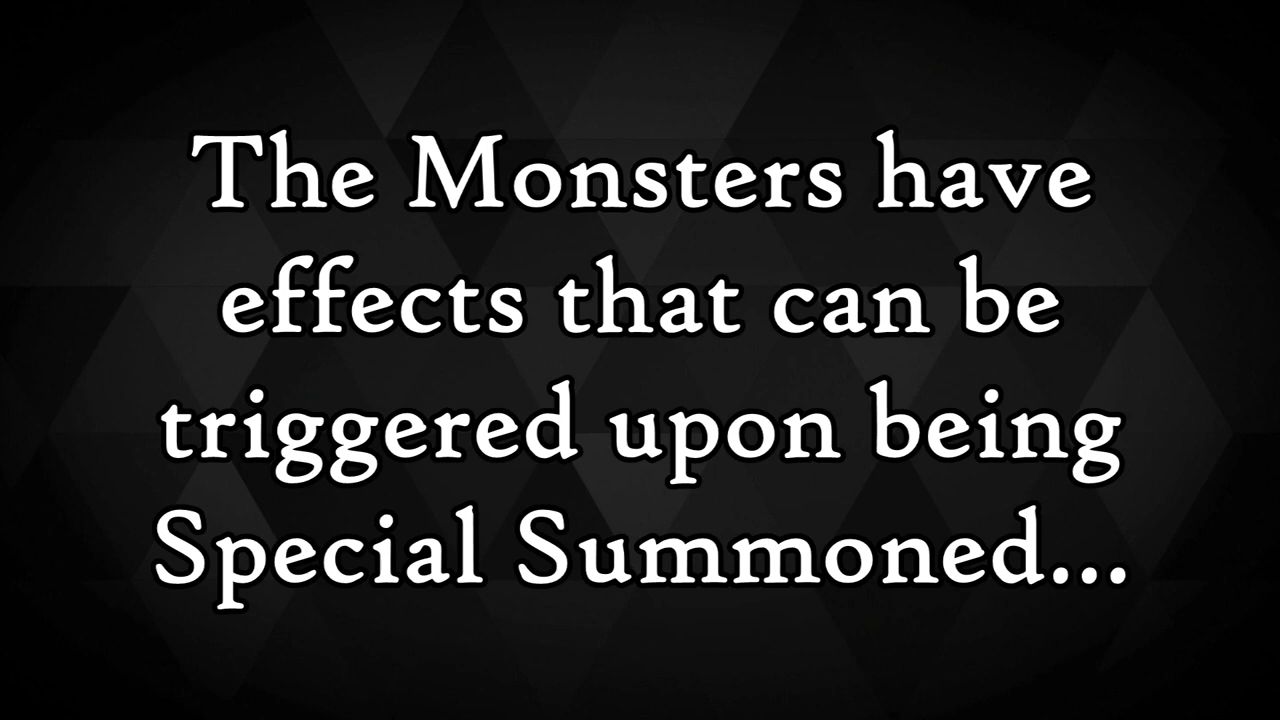 The Monsters have
effects that can be
triggered upon being
Special Summoned...